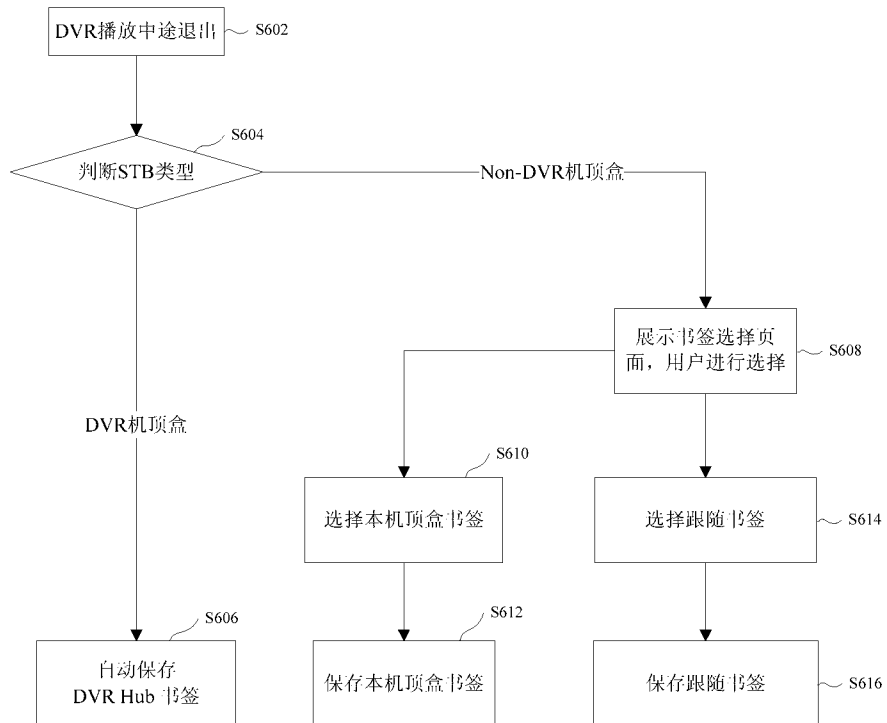 DVR播放中途退出
S602
S604
判断STB类型
Non-DVR机顶盒
展示书签选择页
面，用户进行选择
S608
DVR机顶盒
S610
选择本机顶盒书签
选择跟随书签
S614
S606
S612
自动保存
DVR Hub 书签
保存本机顶盒书签
保存跟随书签
S616